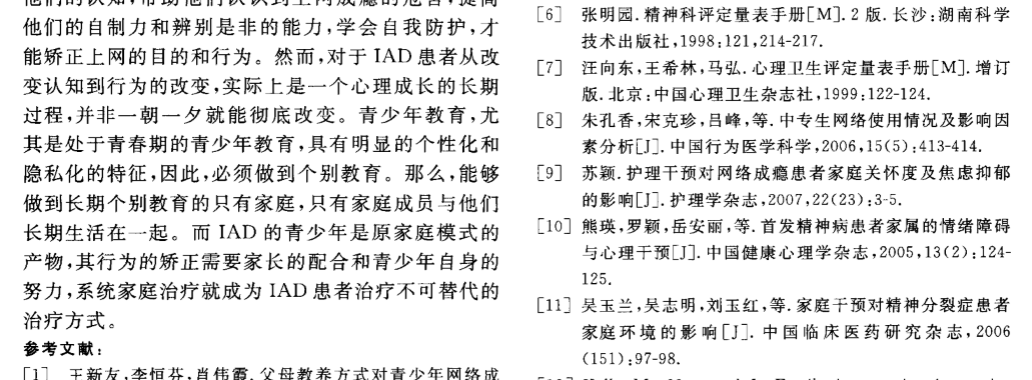 他们的自制力和辨别是非的能力,学会自我防护,才
能矫正上网的目的和行为。然而,对于 IAD 患者从改
变认知到行为的改变,实际上是一个心理成长的长期
过程,并非一朝一夕就能彻底改变。青少年教育,尤
其是处于青春期的青少年教育,具有明显的个性化和
隐私化的特征,因此,必须做到个别教育。那么,能够
做到长期个别教育的只有家庭,只有家庭成员与他们
长期生活在一起。而 IAD 的青少年是原家庭模式的
产物,其行为的矫正需要家长的配合和青少年自身的
努力,系统家庭治疗就成为 IAD 患者治疗不可替代的
治疗方式。
参考文献:
[1] 王新友,李恒芬,肖伟霞.父母教养方式对青少年网络成
[6] 张明园.精神科评定量表手册[M].2 版.长沙:湖南科学
技术出版社,1998:121,214-217.
[7] 汪向东,王希林,马弘.心理卫生评定量表手册[M].增订
版.北京:中国心理卫生杂志社,1999:122-124.
[8] 朱孔香,宋克珍,吕峰,等.中专生网络使用情况及影响因
素分析[J].中国行为医学科学,2006,15(5):413-414.
[9] 苏颖.护理干预对网络成瘾患者家庭关怀度及焦虑抑郁
的影响[J].护理学杂志,2007,22(23):3-5.
[10] 熊瑛,罗颖,岳安丽,等.首发精神病患者家属的情绪障碍
与心理干预[J].中国健康心理学杂志,2005,13(2):124-
125.
[11] 吴玉兰,吴志明,刘玉红,等.家庭干预对精神分裂症患者
家庭环境的影响[J].中国临床医药研究杂志,2006
(151):97-98.